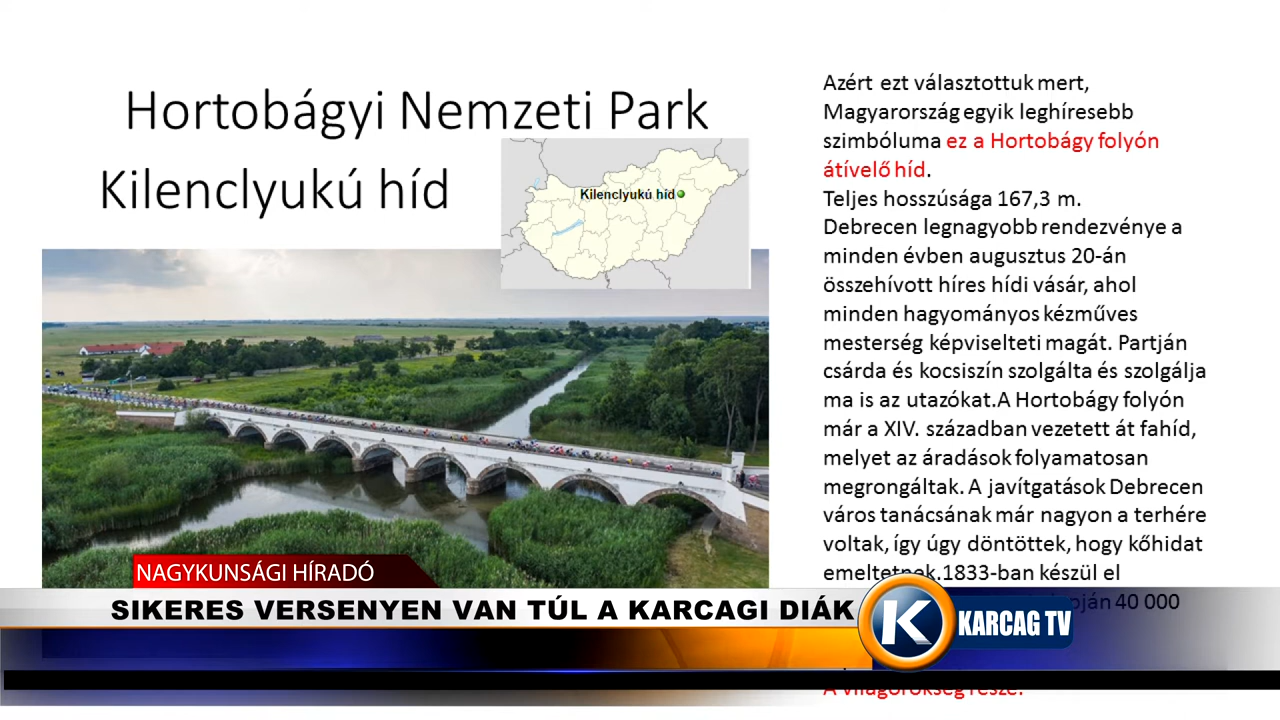 Hortobágyi Nemzeti Park
Kilenclyukú híd
Kilenclyukú híd
Azért ezt választottuk mert,
Magyarország egyik leghíresebb
szimbóluma ez a Hortobágy folyón
átívelő híd.
Teljes hosszúsága 167,3 m.
Debrecen legnagyobb rendezvénye a
minden évben augusztus 20-án
összehívott híres hídi vásár, ahol
minden hagyományos kézműves
mesterség képviselteti magát. Partján
csárda és kocsiszín szolgálta és szolgálja
ma is az utazókat.A Hortobágy folyón
már a XIV. században vezetett át fahíd,
melyet az áradások folyamatosan
megrongáltak. A javítgatások Debrecen
város tanácsának már nagyon a terhére
voltak, így úgy döntöttek, hogy kőhidat
emeltetnek.1833-ban készül el
40 000
A világörökség része.
NAGYKUNSÁGI HÍRADÓ
SIKERES VERSENYEN VAN TÚL A KARCAGI DIÁK
K KARCAG TV